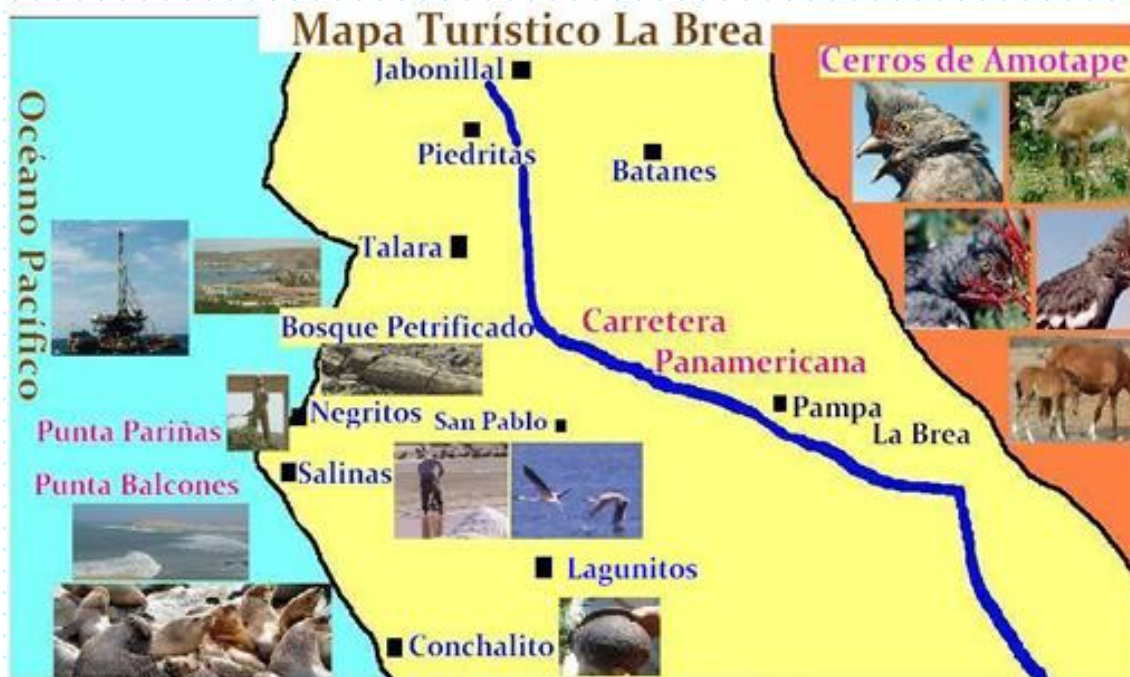 Mapa Turístico La Brea
Jabonillal
Cerros de Amotape
Océano Pacífico
Piedritas
Batanes
Talara
Bosque Petrificado
Carretera
Panamericana
Negritos
San Pablo
Pampa
La Brea
Punta Pariñas
Salinas
Punta Balcones
Lagunitos
Conchalito